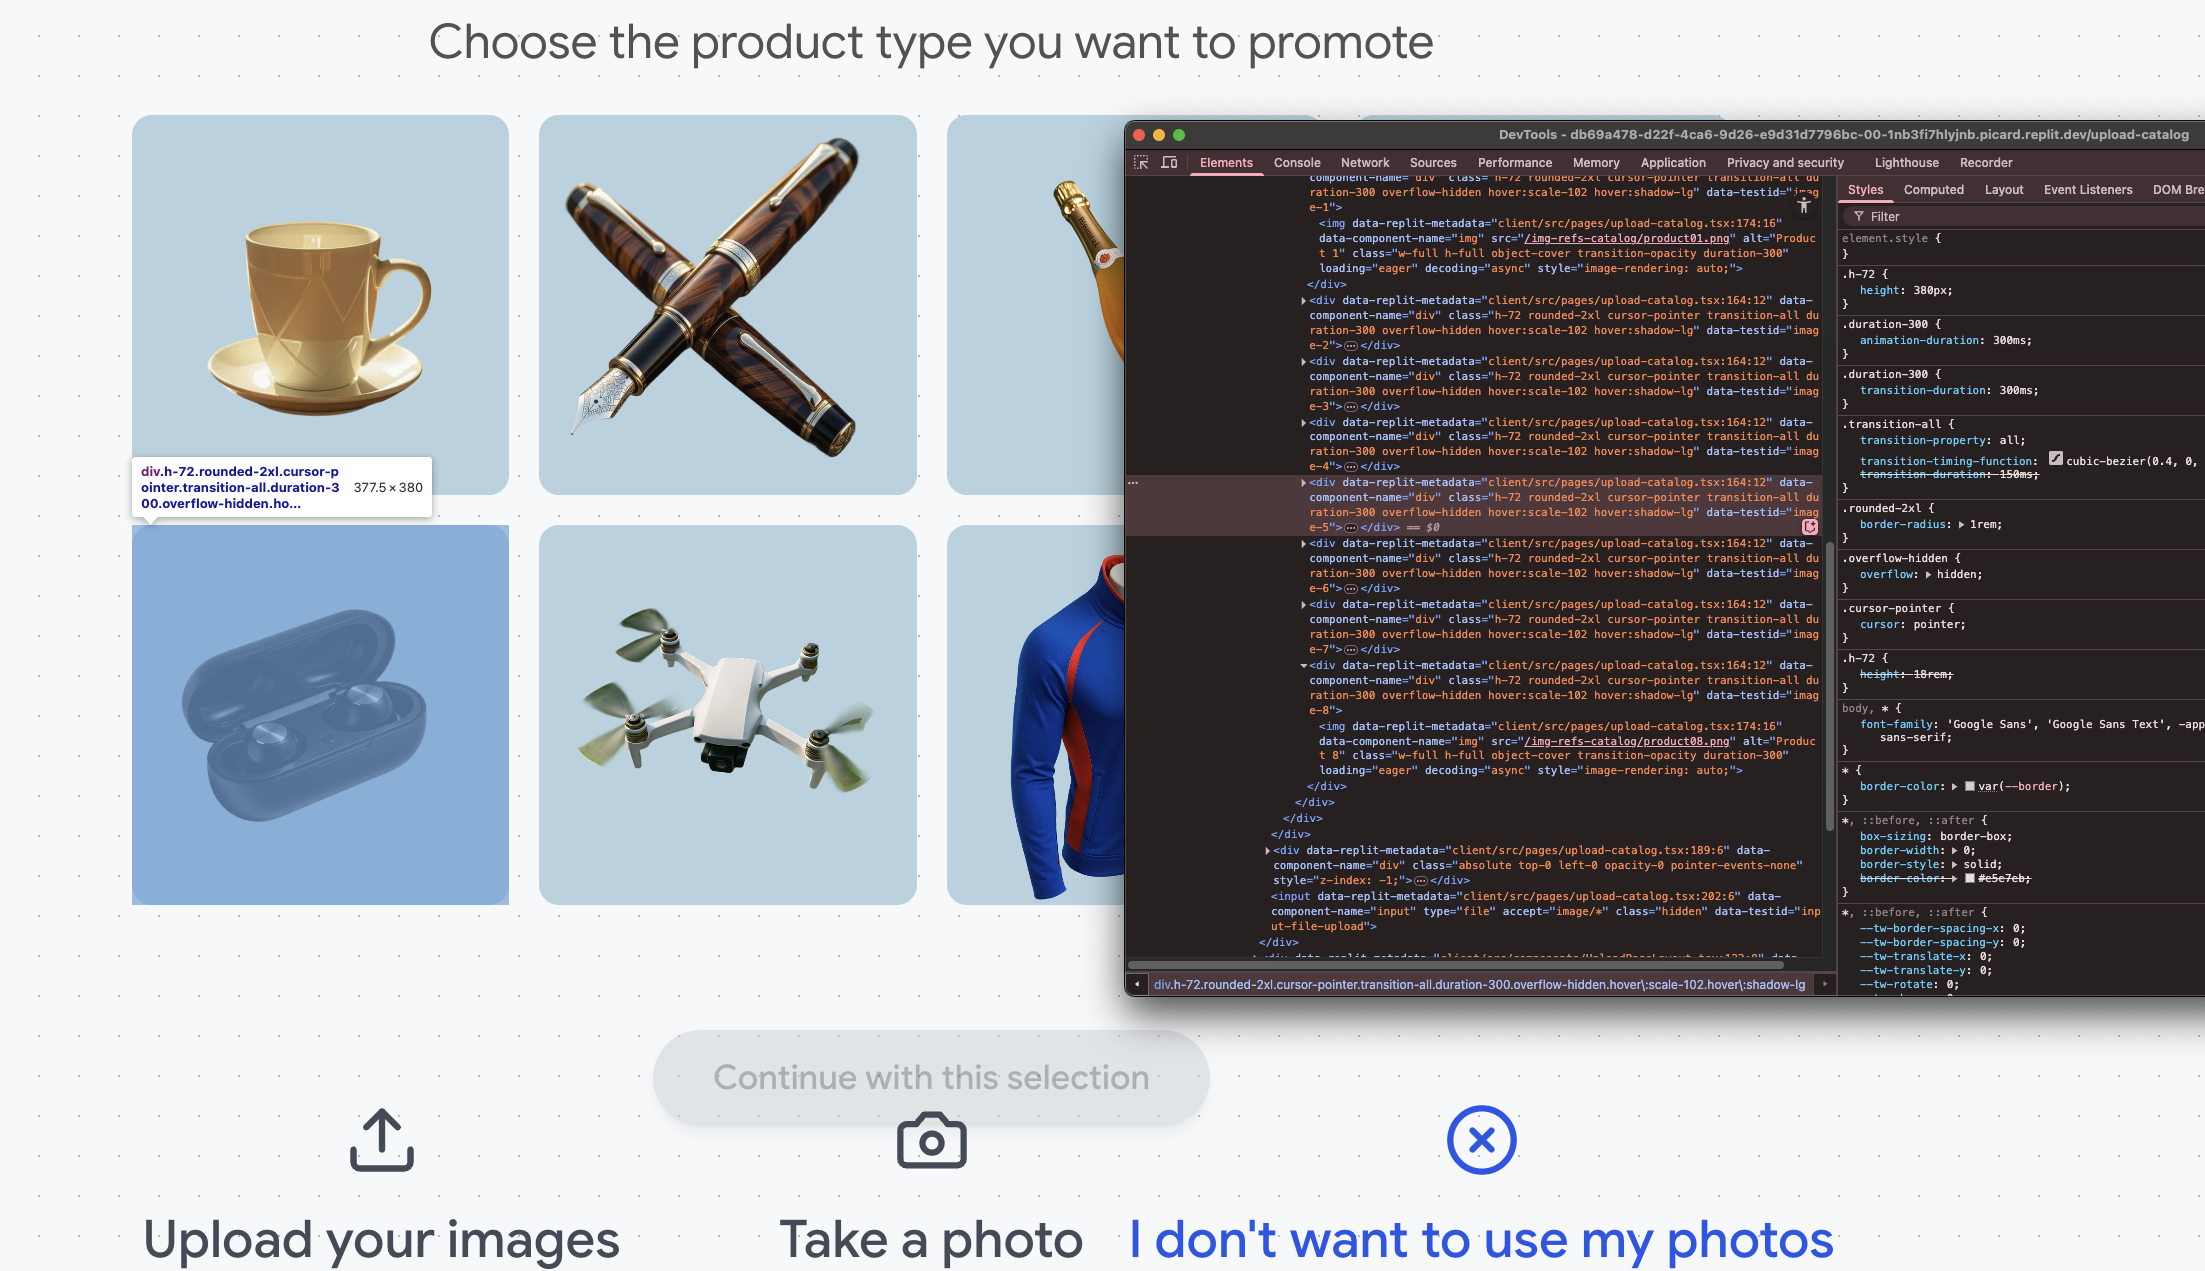 Choose the product type you want to promote
div.h-72.rounded-2xl.cursor-p
ointer.transition-all.duration-3
00.overflow-hidden.ho...
377.5 × 380
Continue with this selection
Upload your images
Take a photo
I don't want to use my photos
DevTools - db69a478-d22f-4ca6-9d26-e9d31d7796bc-00-1nb3fi7hlyjnb.picard.replit.dev/upload-catalog
Elements Console Network Sources Performance Memory Application Privacy and security Lighthouse Recorder
component-name="div" class="h-72 rounded-2xl cursor-pointer transition-all du
ration-300 overflow-hidden hover:scale-102 hover:shadow-lg" data-testid="imag
e-1">
<img data-replit-metadata="client/src/pages/upload-catalog.tsx:174:16"
data-component-name="img" src="/img-refs-catalog/product01.png" alt="Produc
t 1" class="w-full h-full object-cover transition-opacity duration-300"
loading="eager" decoding="async" style="image-rendering: auto;">
</div>
<div data-replit-metadata="client/src/pages/upload-catalog.tsx:164:12" data-
component-name="div" class="h-72 rounded-2xl cursor-pointer transition-all du
ration-300 overflow-hidden hover:scale-102 hover:shadow-lg" data-testid="imag
e-2">⋯</div>
<div data-replit-metadata="client/src/pages/upload-catalog.tsx:164:12" data-
component-name="div" class="h-72 rounded-2xl cursor-pointer transition-all du
ration-300 overflow-hidden hover:scale-102 hover:shadow-lg" data-testid="imag
e-3">⋯</div>
<div data-replit-metadata="client/src/pages/upload-catalog.tsx:164:12" data-
component-name="div" class="h-72 rounded-2xl cursor-pointer transition-all du
ration-300 overflow-hidden hover:scale-102 hover:shadow-lg" data-testid="imag
e-4">⋯</div>
<div data-replit-metadata="client/src/pages/upload-catalog.tsx:164:12" data-
component-name="div" class="h-72 rounded-2xl cursor-pointer transition-all du
ration-300 overflow-hidden hover:scale-102 hover:shadow-lg" data-testid="imag
e-5">⋯</div> == $0
<div data-replit-metadata="client/src/pages/upload-catalog.tsx:164:12" data-
component-name="div" class="h-72 rounded-2xl cursor-pointer transition-all du
ration-300 overflow-hidden hover:scale-102 hover:shadow-lg" data-testid="imag
e-6">⋯</div>
<div data-replit-metadata="client/src/pages/upload-catalog.tsx:164:12" data-
component-name="div" class="h-72 rounded-2xl cursor-pointer transition-all du
ration-300 overflow-hidden hover:scale-102 hover:shadow-lg" data-testid="imag
e-7">⋯</div>
<div data-replit-metadata="client/src/pages/upload-catalog.tsx:164:12" data-
component-name="div" class="h-72 rounded-2xl cursor-pointer transition-all du
ration-300 overflow-hidden hover:scale-102 hover:shadow-lg" data-testid="imag
e-8">
<img data-replit-metadata="client/src/pages/upload-catalog.tsx:174:16"
data-component-name="img" src="/img-refs-catalog/product08.png" alt="Produc
t 8" class="w-full h-full object-cover transition-opacity duration-300"
loading="eager" decoding="async" style="image-rendering: auto;">
</div>
</div>
</div>
</div>
<div data-replit-metadata="client/src/pages/upload-catalog.tsx:189:6" data-
component-name="div" class="absolute top-0 left-0 opacity-0 pointer-events-none"
style="z-index: -1;">⋯</div>
<input data-replit-metadata="client/src/pages/upload-catalog.tsx:202:6" data-
component-name="input" type="file" accept="image/*" class="hidden" data-testid="inp
ut-file-upload">
</div>
div.h-72.rounded-2xl.cursor-pointer.transition-all.duration-300.overflow-hidden.hover\:scale-102.hover\:shadow-lg
Styles Computed Layout Event Listeners DOM Bre
Filter
element.style {
}
.h-72 {
height: 380px;
}
.duration-300 {
animation-duration: 300ms;
}
.duration-300 {
transition-duration: 300ms;
}
.transition-all {
transition-property: all;
transition-timing-function: cubic-bezier(0.4, 0,
transition-duration: 150ms;
}
.rounded-2xl {
border-radius: 1rem;
}
.overflow-hidden {
overflow: hidden;
}
.cursor-pointer {
cursor: pointer;
}
.h-72 {
height: 18rem;
}
body, * {
font-family: 'Google Sans', 'Google Sans Text', -app
sans-serif;
}
* {
border-color: var(--border);
}
*, ::before, ::after {
box-sizing: border-box;
border-width: 0;
border-style: solid;
border-color: #e5e7eb;
}
*, ::before, ::after {
--tw-border-spacing-x: 0;
--tw-border-spacing-y: 0;
--tw-translate-x: 0;
--tw-translate-y: 0;
--tw-rotate: 0;